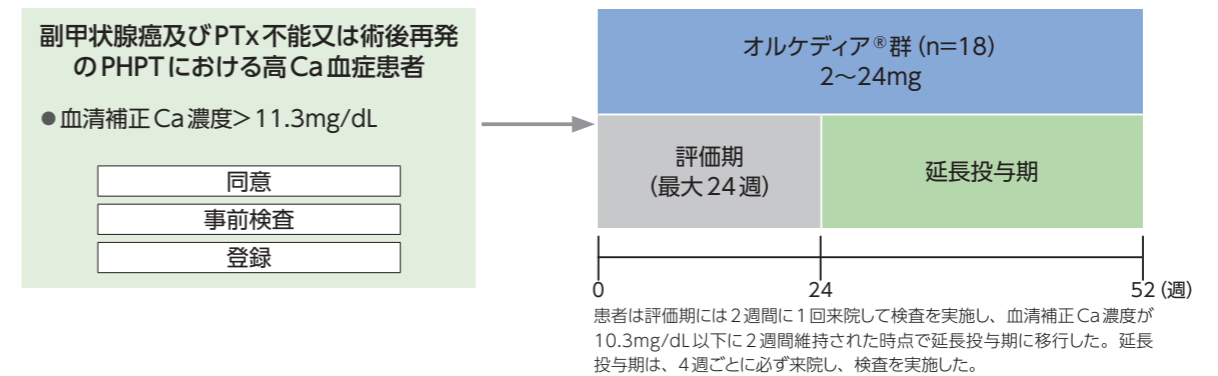 副甲状腺癌及びPTx不能又は術後再発
のPHPTにおける高Ca血症患者
●血清補正Ca濃度＞11.3mg/dL
同意
事前検査
登録
オルケディア®群（n=18）
2～24mg
評価期
（最大24週）
延長投与期
0 24 52（週）
患者は評価期には2週間に1回来院して検査を実施し、血清補正Ca濃度が
10.3mg/dL以下に2週間維持された時点で延長投与期に移行した。延長
投与期は、4週ごとに必ず来院し、検査を実施した。